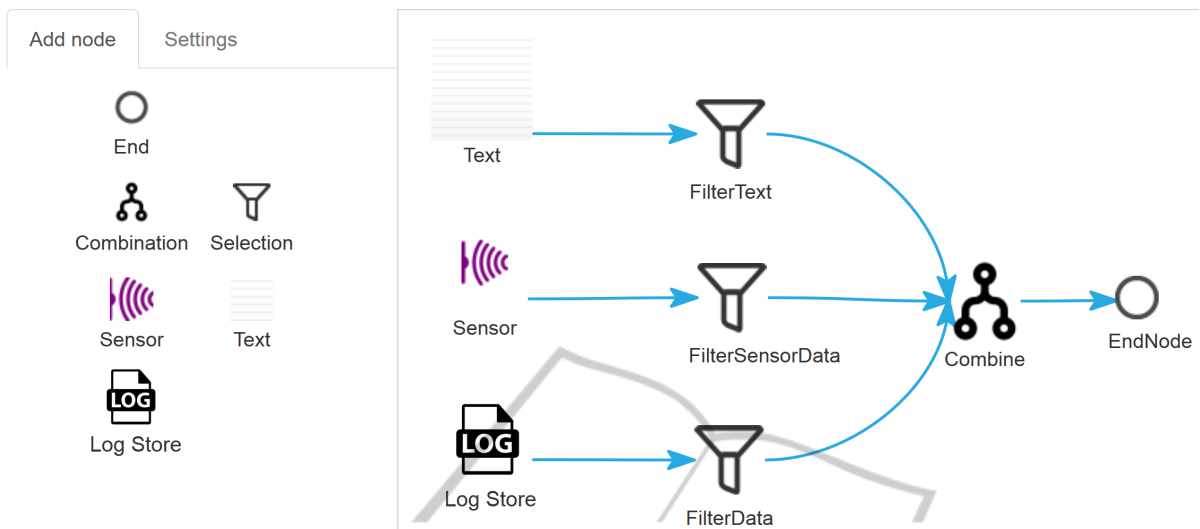 Add node
Settings
End
Combination
Selection
Sensor
Text
LOG
Log Store
Text
FilterText
Sensor
FilterSensorData
Combine
EndNode
LOG
Log Store
FilterData